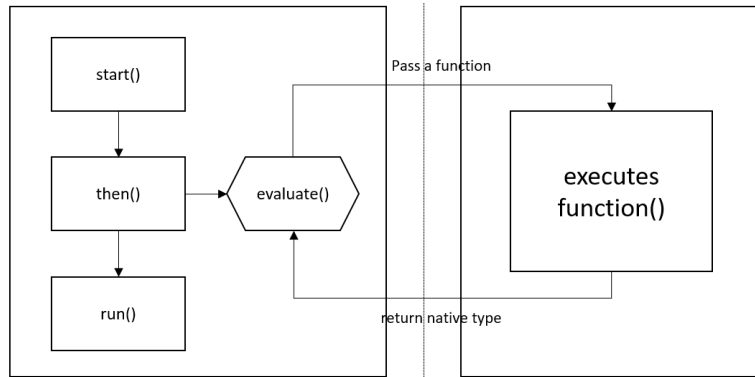 start()
then()
run()
evaluate()
Pass a function
return native type
executes
function()